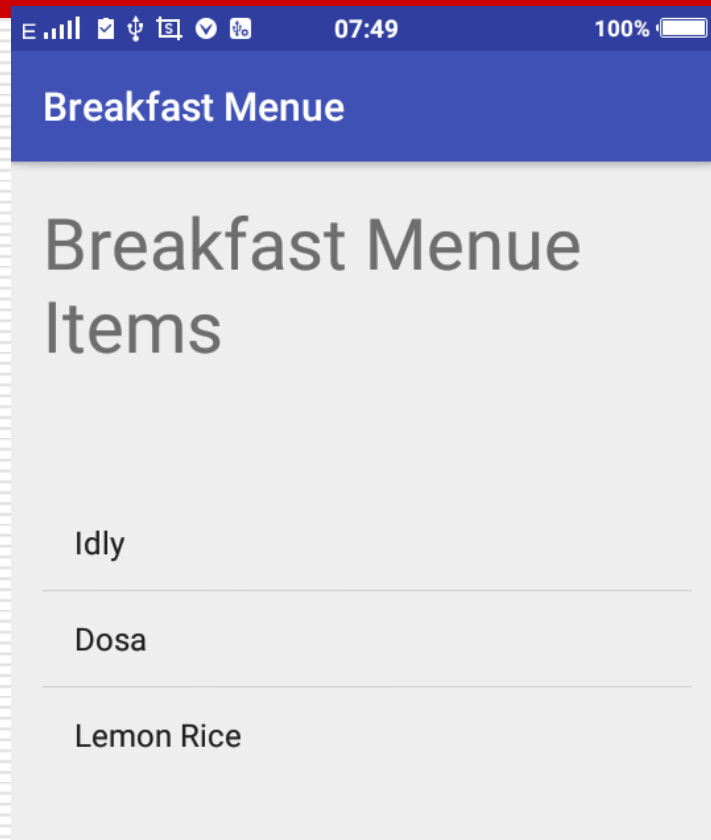 E 07:49 100%
Breakfast Menue
Breakfast Menue
Items
Idly
Dosa
Lemon Rice